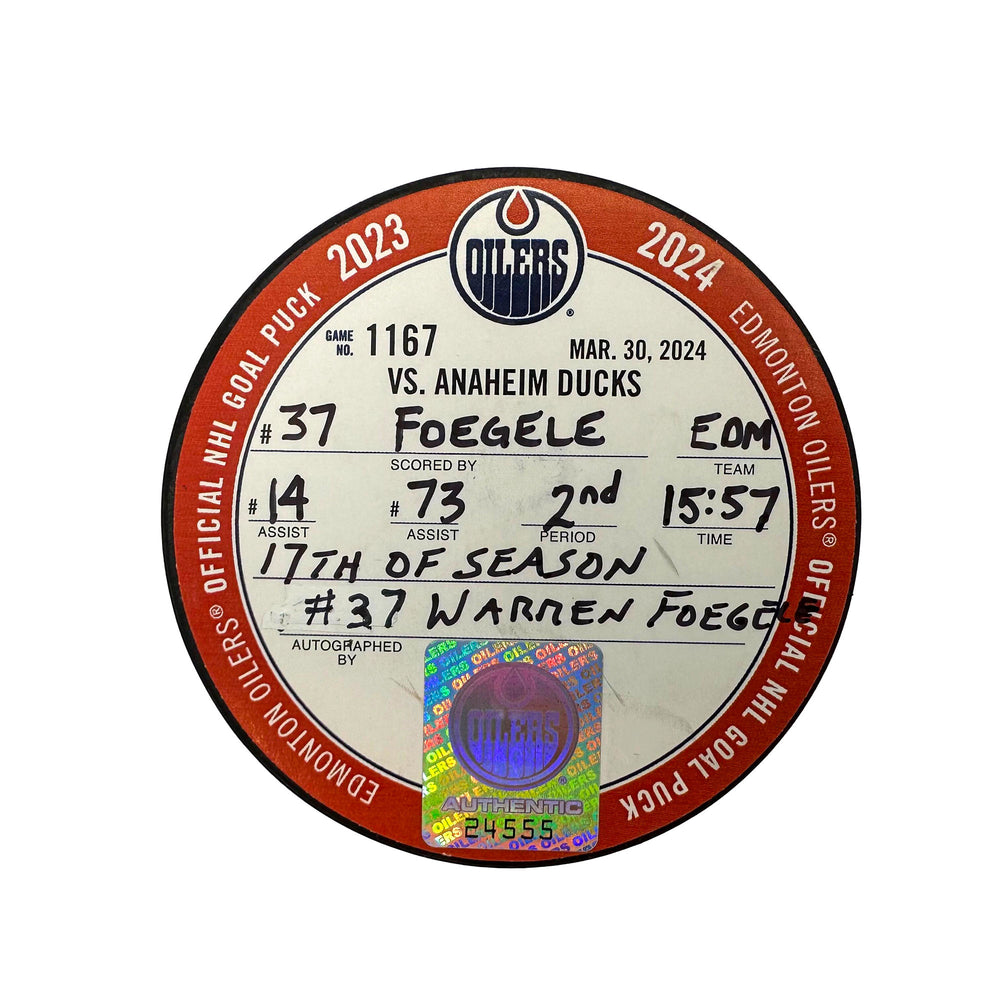 2023
2024
OFFICIAL NHL GOAL PUCK
EDMONTON OILERS®
EDMONTON OILERS®
OFFICIAL NHL GOAL PUCK
OILERS
®
GAME NO. 1167
MAR. 30, 2024
VS. ANAHEIM DUCKS
#37 FOEGELE EDM
SCORED BY TEAM
#14 #73 2nd 15:57
ASSIST ASSIST PERIOD TIME
17TH OF SEASON
#37 WARREN FOEGELE
AUTOGRAPHED
BY
OILERS
®
AUTHENTIC
24555